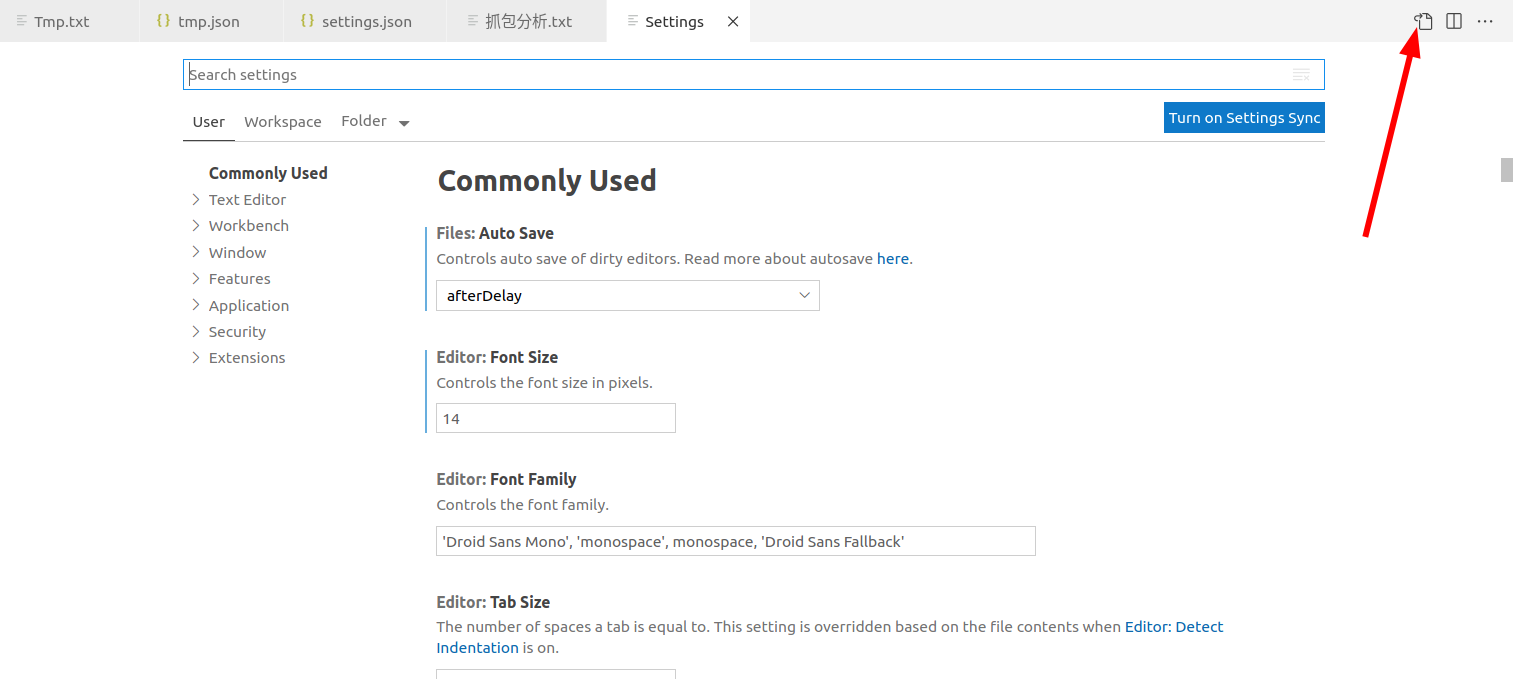 Tmp.txt
{} tmp.json
{} settings.json
抓包分析.txt
Settings
Search settings
User
Workspace
Folder
Turn on Settings Sync
Commonly Used
Text Editor
Workbench
Window
Features
Application
Security
Extensions
Commonly Used
Files: Auto Save
Controls auto save of dirty editors. Read more about autosave here.
afterDelay
Editor: Font Size
Controls the font size in pixels.
14
Editor: Font Family
Controls the font family.
'Droid Sans Mono', 'monospace', monospace, 'Droid Sans Fallback'
Editor: Tab Size
The number of spaces a tab is equal to. This setting is overridden based on the file contents when Editor: Detect
Indentation is on.